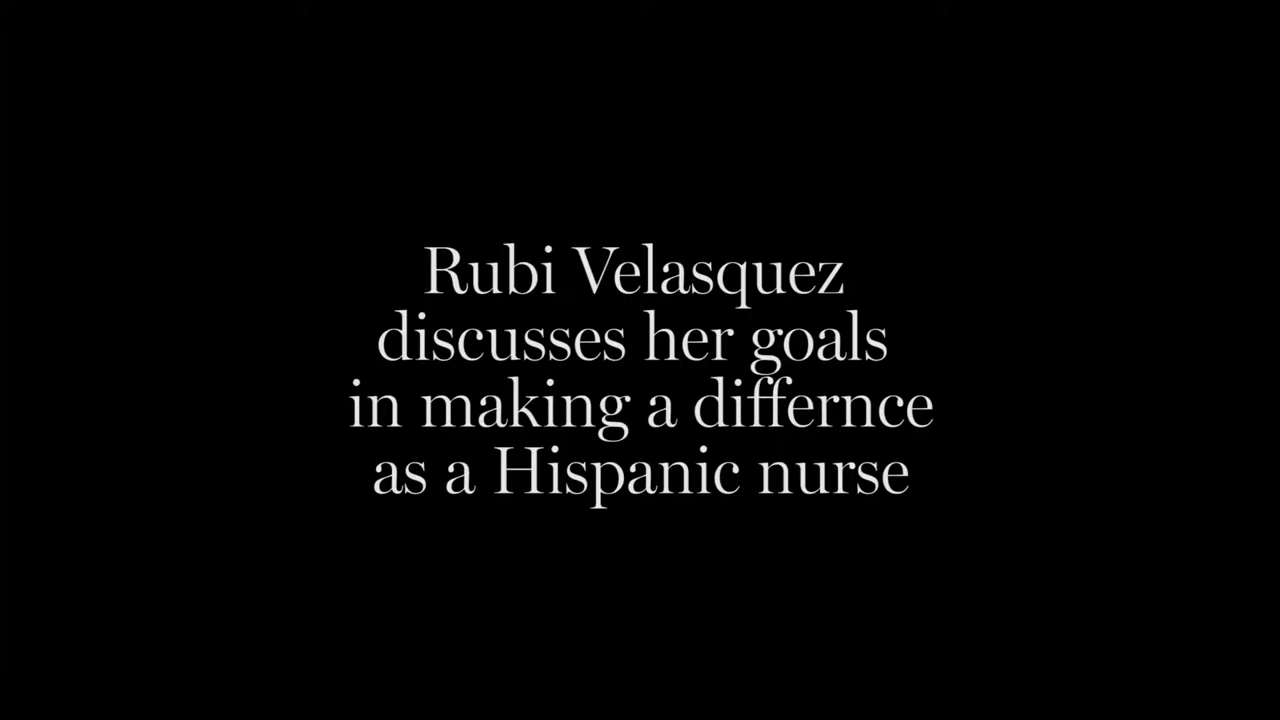 Rubi Velasquez
discusses her goals
in making a differnce
as a Hispanic nurse